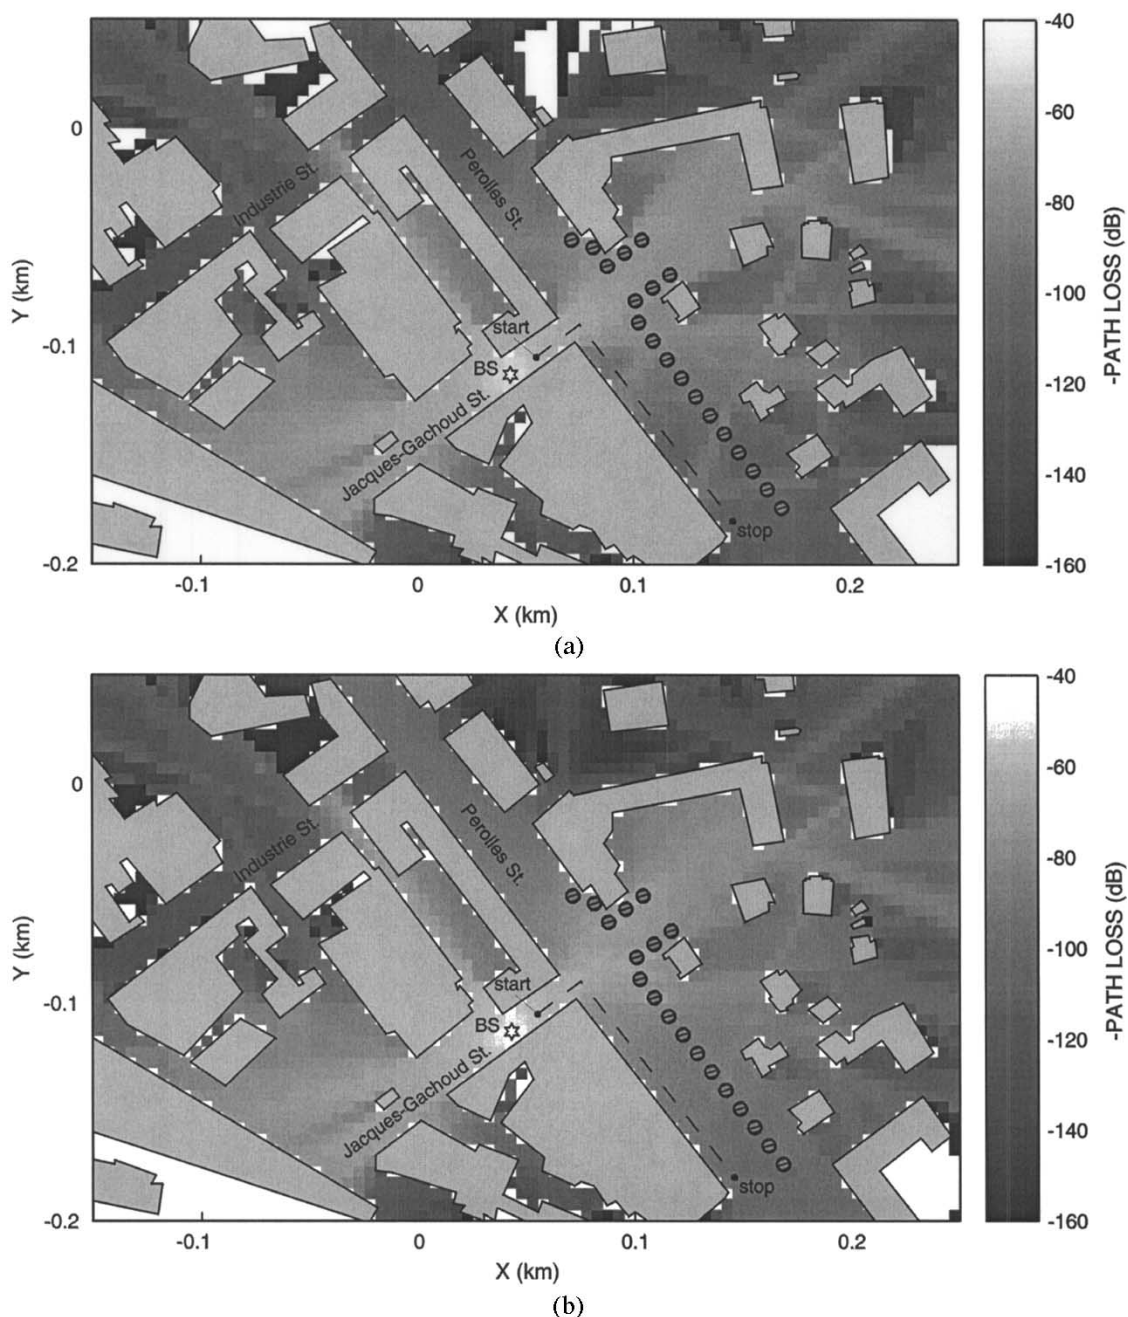 -40
0
Industrie St.
Perolles St.
-60
-80
Y (km)
-0.1
start
BS
Jacques-Gachoud St.
-100
-PATH LOSS (dB)
-120
-140
stop
-0.2
-160
-0.1
0
0.1
0.2
X (km)
(a)
-40
0
Industrie St.
Perolles St.
-60
-80
Y (km)
-0.1
start
BS
Jacques-Gachoud St.
-100
-PATH LOSS (dB)
-120
-140
stop
-0.2
-160
-0.1
0
0.1
0.2
X (km)
(b)